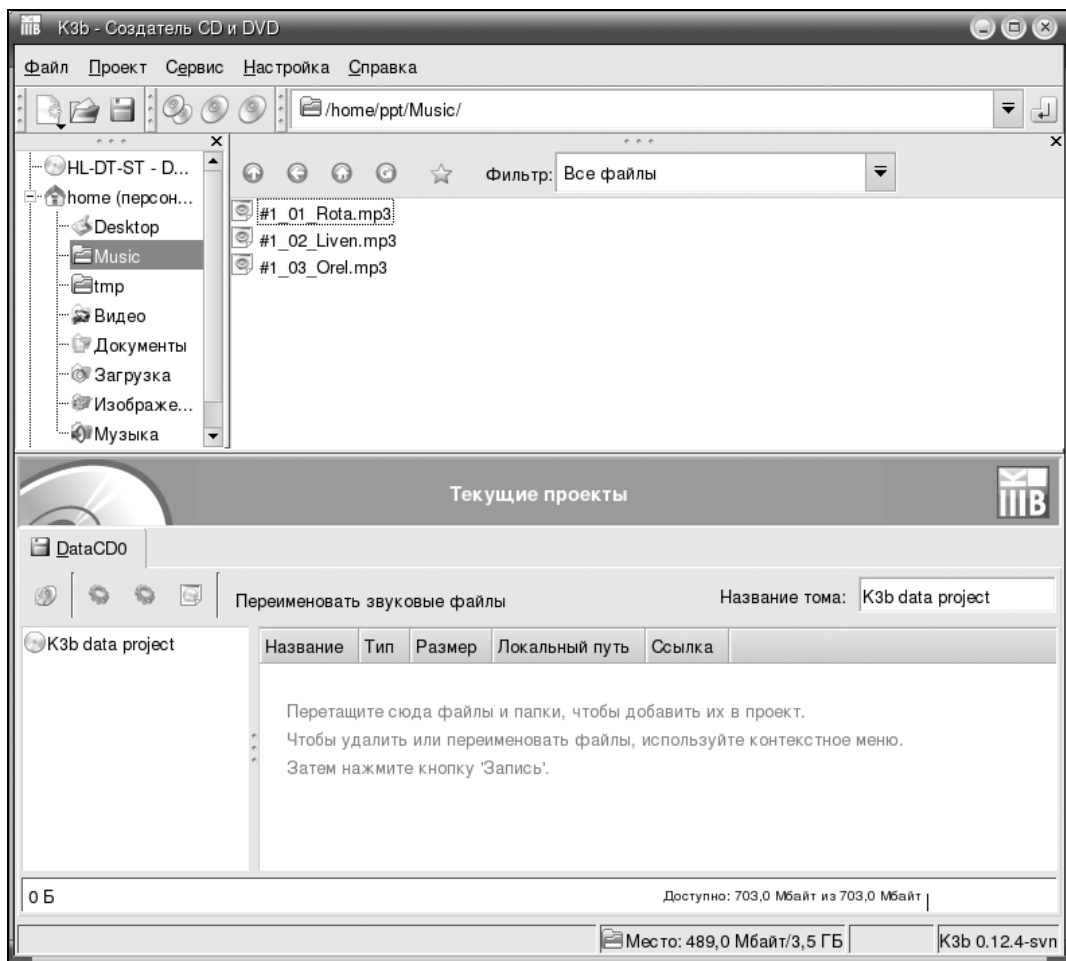 K3b - Создатель CD и DVD
Файл Проект Сервис Настройка Справка
/home/ppt/Music/
HL-DT-ST - D...
home (персон...
Desktop
Music
tmp
Видео
Документы
Загрузка
Изображе...
Музыка
Фильтр: Все файлы
#1_01_Rota.mp3
#1_02_Liven.mp3
#1_03_Orel.mp3
Текущие проекты
DataCD0
Переименовать звуковые файлы Название тома: K3b data project
K3b data project
Название Тип Размер Локальный путь Ссылка
Перетащите сюда файлы и папки, чтобы добавить их в проект.
Чтобы удалить или переименовать файлы, используйте контекстное меню.
Затем нажмите кнопку 'Запись'.
0 Б Доступно: 703,0 Мбайт из 703,0 Мбайт
Место: 489,0 Мбайт/3,5 ГБ K3b 0.12.4-svn